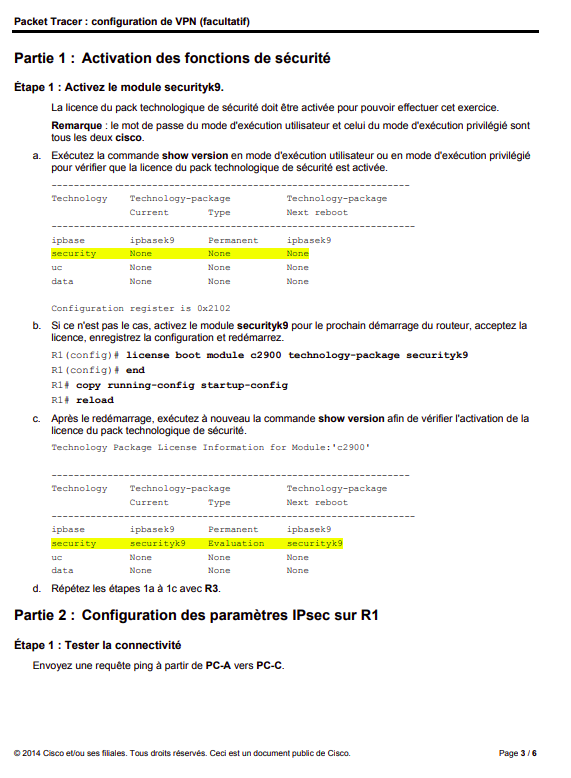 Packet Tracer : configuration de VPN (facultatif)
Partie 1 : Activation des fonctions de sécurité
Étape 1 : Activez le module securityk9.
La licence du pack technologique de sécurité doit être activée pour pouvoir effectuer cet exercice.
Remarque : le mot de passe du mode d'exécution utilisateur et celui du mode d'exécution privilégié sont
tous les deux cisco.
a. Exécutez la commande show version en mode d'exécution utilisateur ou en mode d'exécution privilégié
pour vérifier que la licence du pack technologique de sécurité est activée.
----------------------------------------------------------------
Technology Technology-package Technology-package
Current Type Next reboot
-----------------------------------------------------------------
ipbase ipbasek9 Permanent ipbasek9
security None None None
uc None None None
data None None None
Configuration register is 0x2102
b. Si ce n'est pas le cas, activez le module securityk9 pour le prochain démarrage du routeur, acceptez la
licence, enregistrez la configuration et redémarrez.
R1(config)# license boot module c2900 technology-package securityk9
R1(config)# end
R1# copy running-config startup-config
R1# reload
c. Après le redémarrage, exécutez à nouveau la commande show version afin de vérifier l'activation de la
licence du pack technologique de sécurité.
Technology Package License Information for Module:'c2900'
----------------------------------------------------------------
Technology Technology-package Technology-package
Current Type Next reboot
-----------------------------------------------------------------
ipbase ipbasek9 Permanent ipbasek9
security securityk9 Evaluation securityk9
uc None None None
data None None None
d. Répétez les étapes 1a à 1c avec R3.
Partie 2 : Configuration des paramètres IPsec sur R1
Étape 1 : Tester la connectivité
Envoyez une requête ping à partir de PC-A vers PC-C.
© 2014 Cisco et/ou ses filiales. Tous droits réservés. Ceci est un document public de Cisco. Page 3 / 6